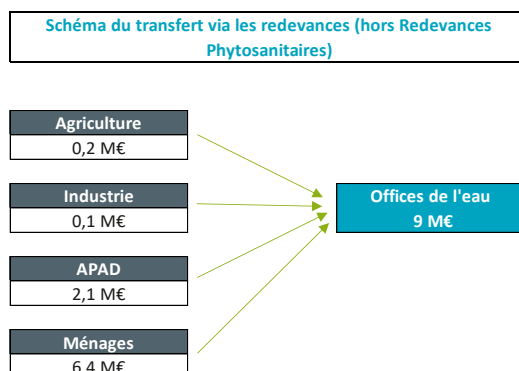 Schéma du transfert via les redevances (hors Redevances
Phytosanitaires)
Agriculture
0,2 M€
Industrie
0,1 M€
Offices de l'eau
9 M€
APAD
2,1 M€
Ménages
6,4 M€